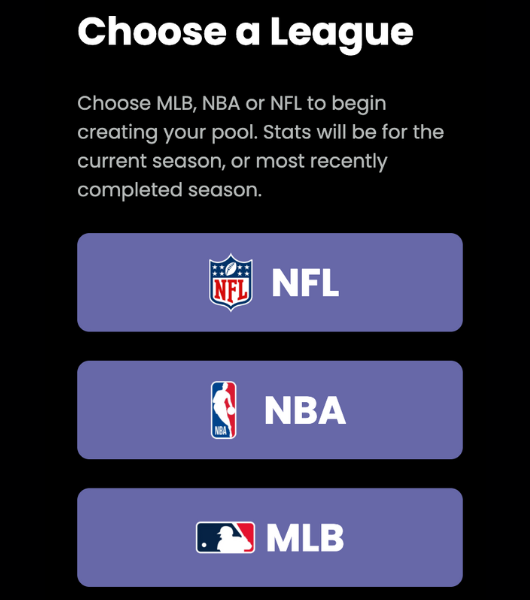 Choose a League
Choose MLB, NBA or NFL to begin
creating your pool. Stats will be for the
current season, or most recently
completed season.
NFL NFL
NBA NBA
MLB